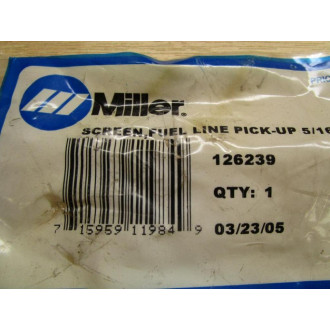 Miller
SCREEN, FUEL LINE PICK-UP 5/16
126239
QTY: 1
7 15959 11984 9
03/23/05